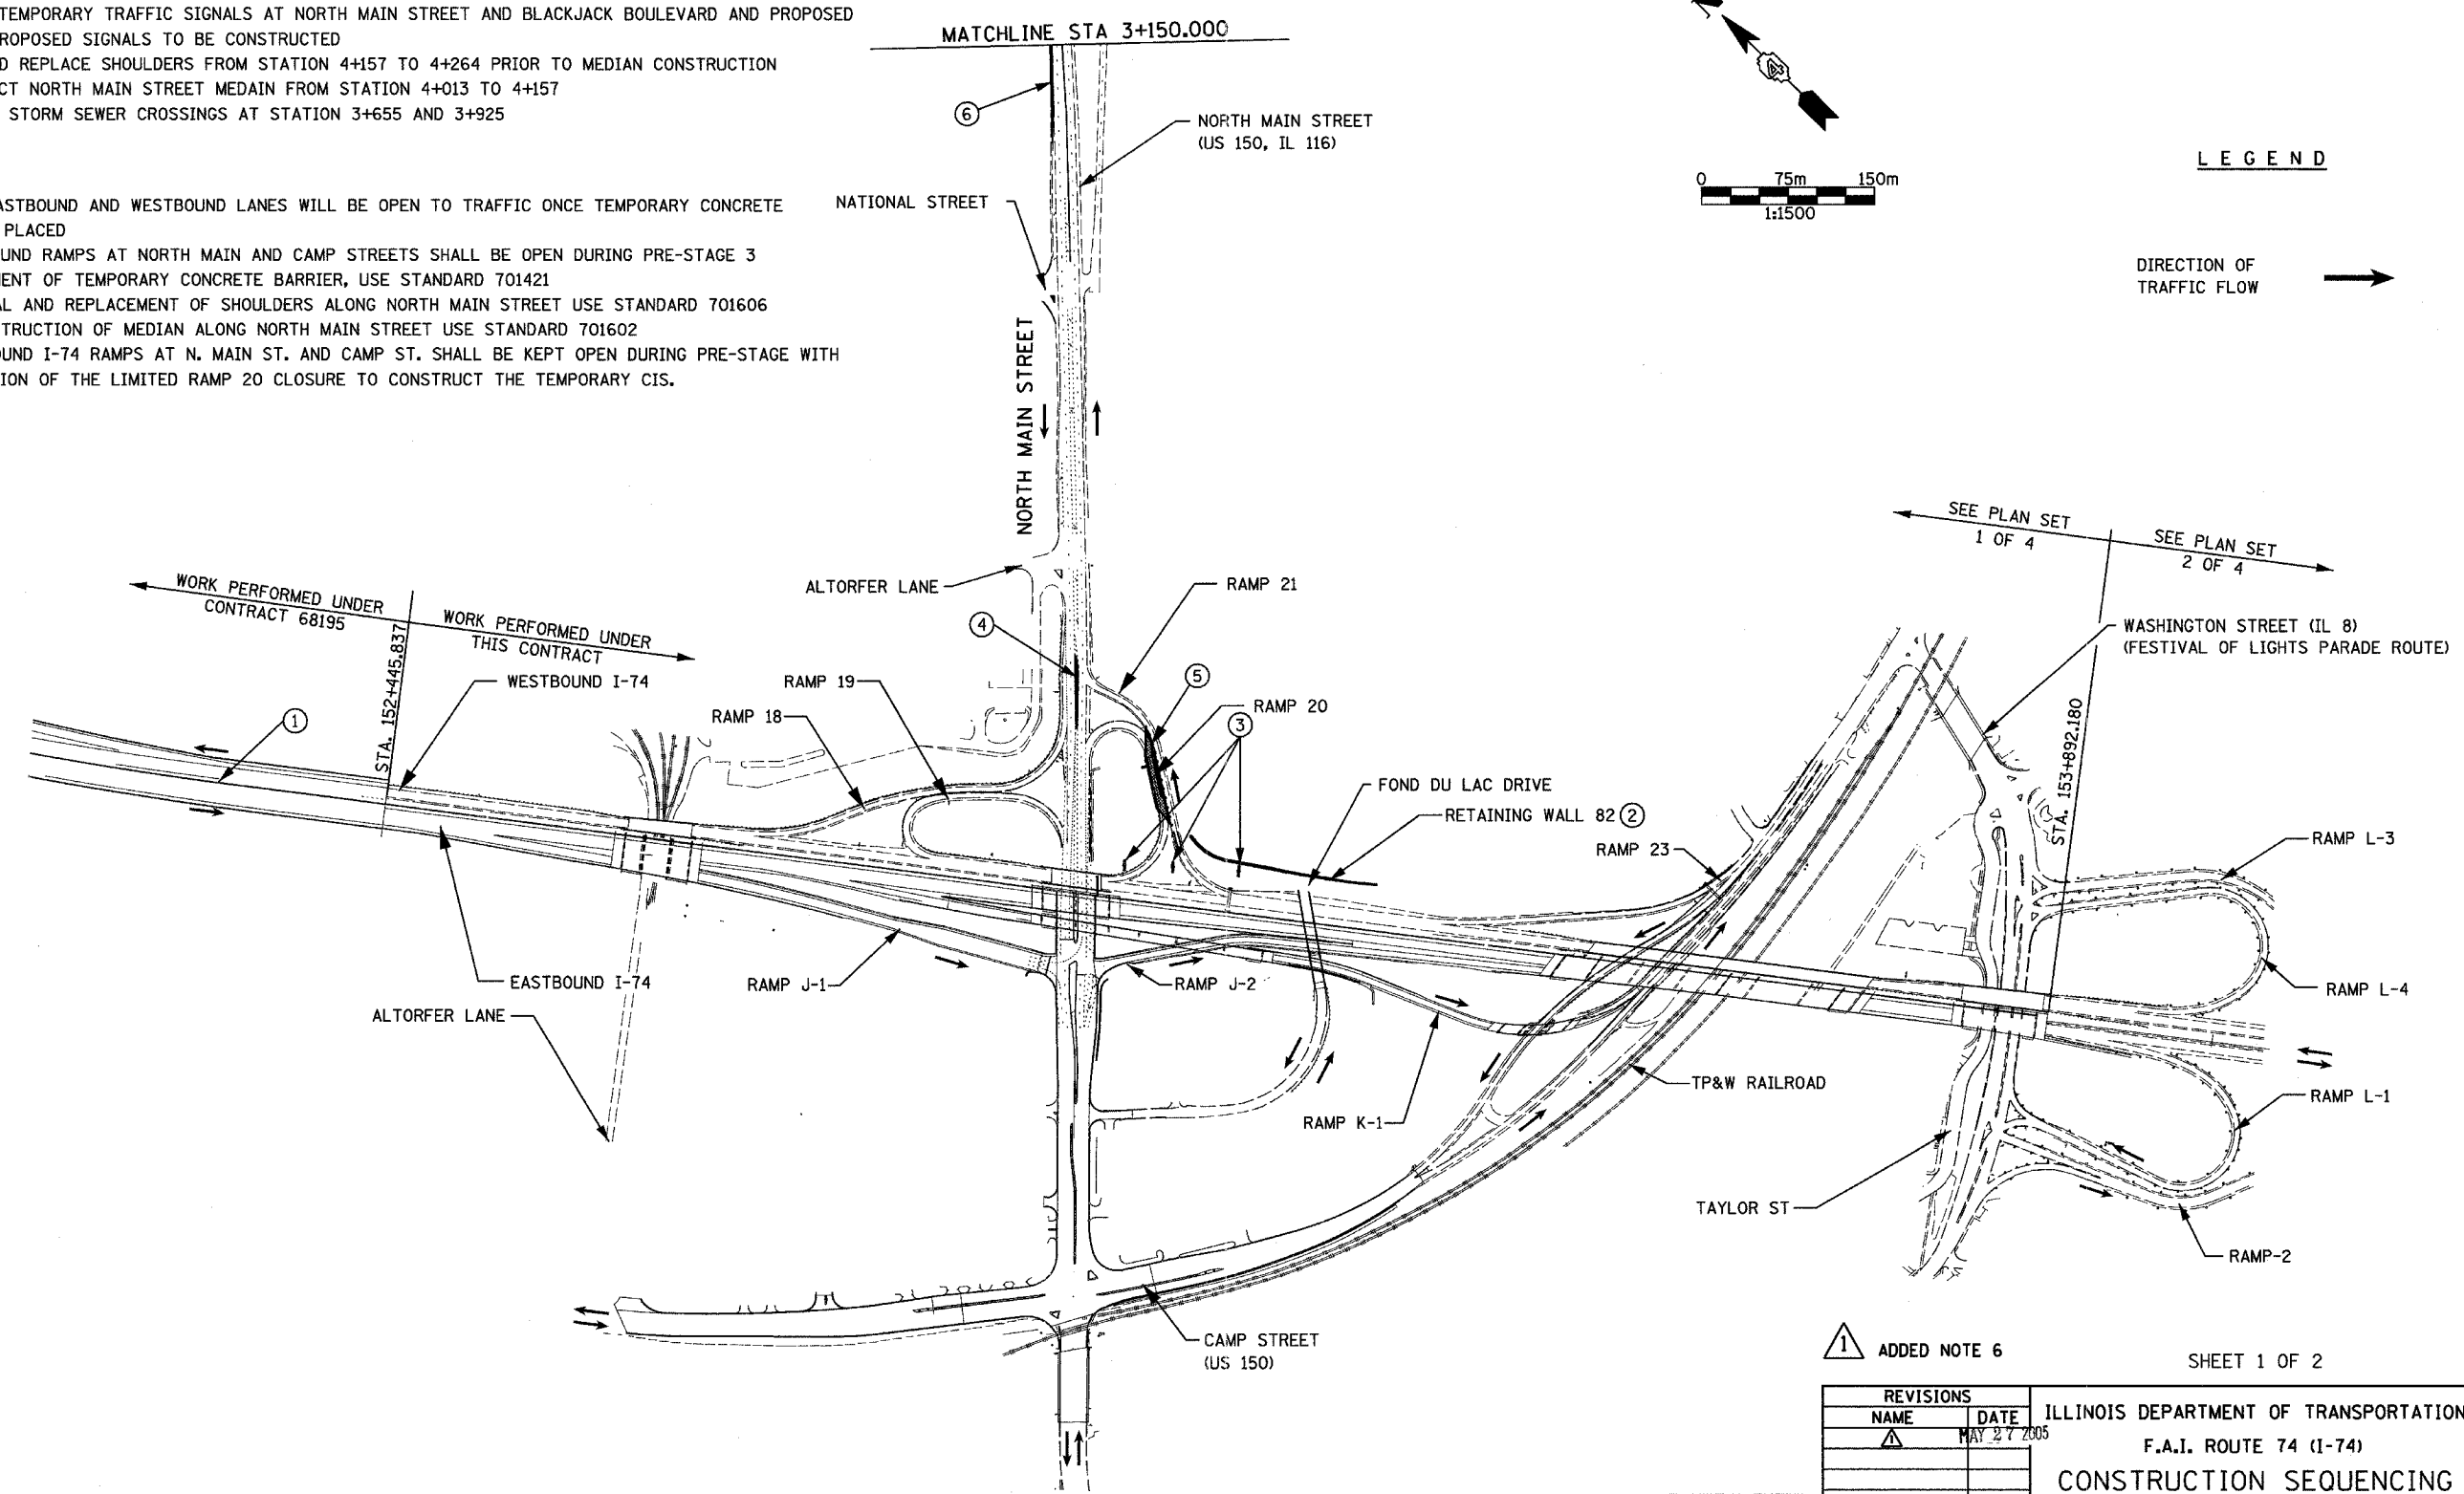 TEMPORARY TRAFFIC SIGNALS AT NORTH MAIN STREET AND BLACKJACK BOULEVARD AND PROPOSED
ROPOSED SIGNALS TO BE CONSTRUCTED
D REPLACE SHOULDERS FROM STATION 4+157 TO 4+264 PRIOR TO MEDIAN CONSTRUCTION
CT NORTH MAIN STREET MEDAIN FROM STATION 4+013 TO 4+157
STORM SEWER CROSSINGS AT STATION 3+655 AND 3+925
ASTBOUND AND WESTBOUND LANES WILL BE OPEN TO TRAFFIC ONCE TEMPORARY CONCRETE
PLACED
UND RAMPS AT NORTH MAIN AND CAMP STREETS SHALL BE OPEN DURING PRE-STAGE 3
ENT OF TEMPORARY CONCRETE BARRIER, USE STANDARD 701421
AL AND REPLACEMENT OF SHOULDERS ALONG NORTH MAIN STREET USE STANDARD 701606
STRUCTION OF MEDIAN ALONG NORTH MAIN STREET USE STANDARD 701602
OUND I-74 RAMPS AT N. MAIN ST. AND CAMP ST. SHALL BE KEPT OPEN DURING PRE-STAGE WITH
ION OF THE LIMITED RAMP 20 CLOSURE TO CONSTRUCT THE TEMPORARY CIS.
MATCHLINE STA 3+150.000
6
NORTH MAIN STREET
(US 150, IL 116)
NATIONAL STREET
0 75m 150m
1:1500
LEGEND
DIRECTION OF
TRAFFIC FLOW
NORTH MAIN STREET
SEE PLAN SET
1 OF 4
SEE PLAN SET
2 OF 4
WORK PERFORMED UNDER
CONTRACT 68195
WORK PERFORMED UNDER
THIS CONTRACT
STA. 152+445.837
ALTORFER LANE
RAMP 21
4
WESTBOUND I-74
RAMP 19
5
RAMP 18
RAMP 20
3
1
WASHINGTON STREET (IL 8)
(FESTIVAL OF LIGHTS PARADE ROUTE)
STA. 153+892.180
FOND DU LAC DRIVE
RETAINING WALL 82 2
RAMP 23
RAMP L-3
EASTBOUND I-74
RAMP J-1
RAMP J-2
RAMP L-4
ALTORFER LANE
TP&W RAILROAD
RAMP K-1
RAMP L-1
TAYLOR ST
RAMP-2
CAMP STREET
(US 150)
1 ADDED NOTE 6
SHEET 1 OF 2
REVISIONS
NAME DATE
1 MAY 27 2005
ILLINOIS DEPARTMENT OF TRANSPORTATION
F.A.I. ROUTE 74 (I-74)
CONSTRUCTION SEQUENCING